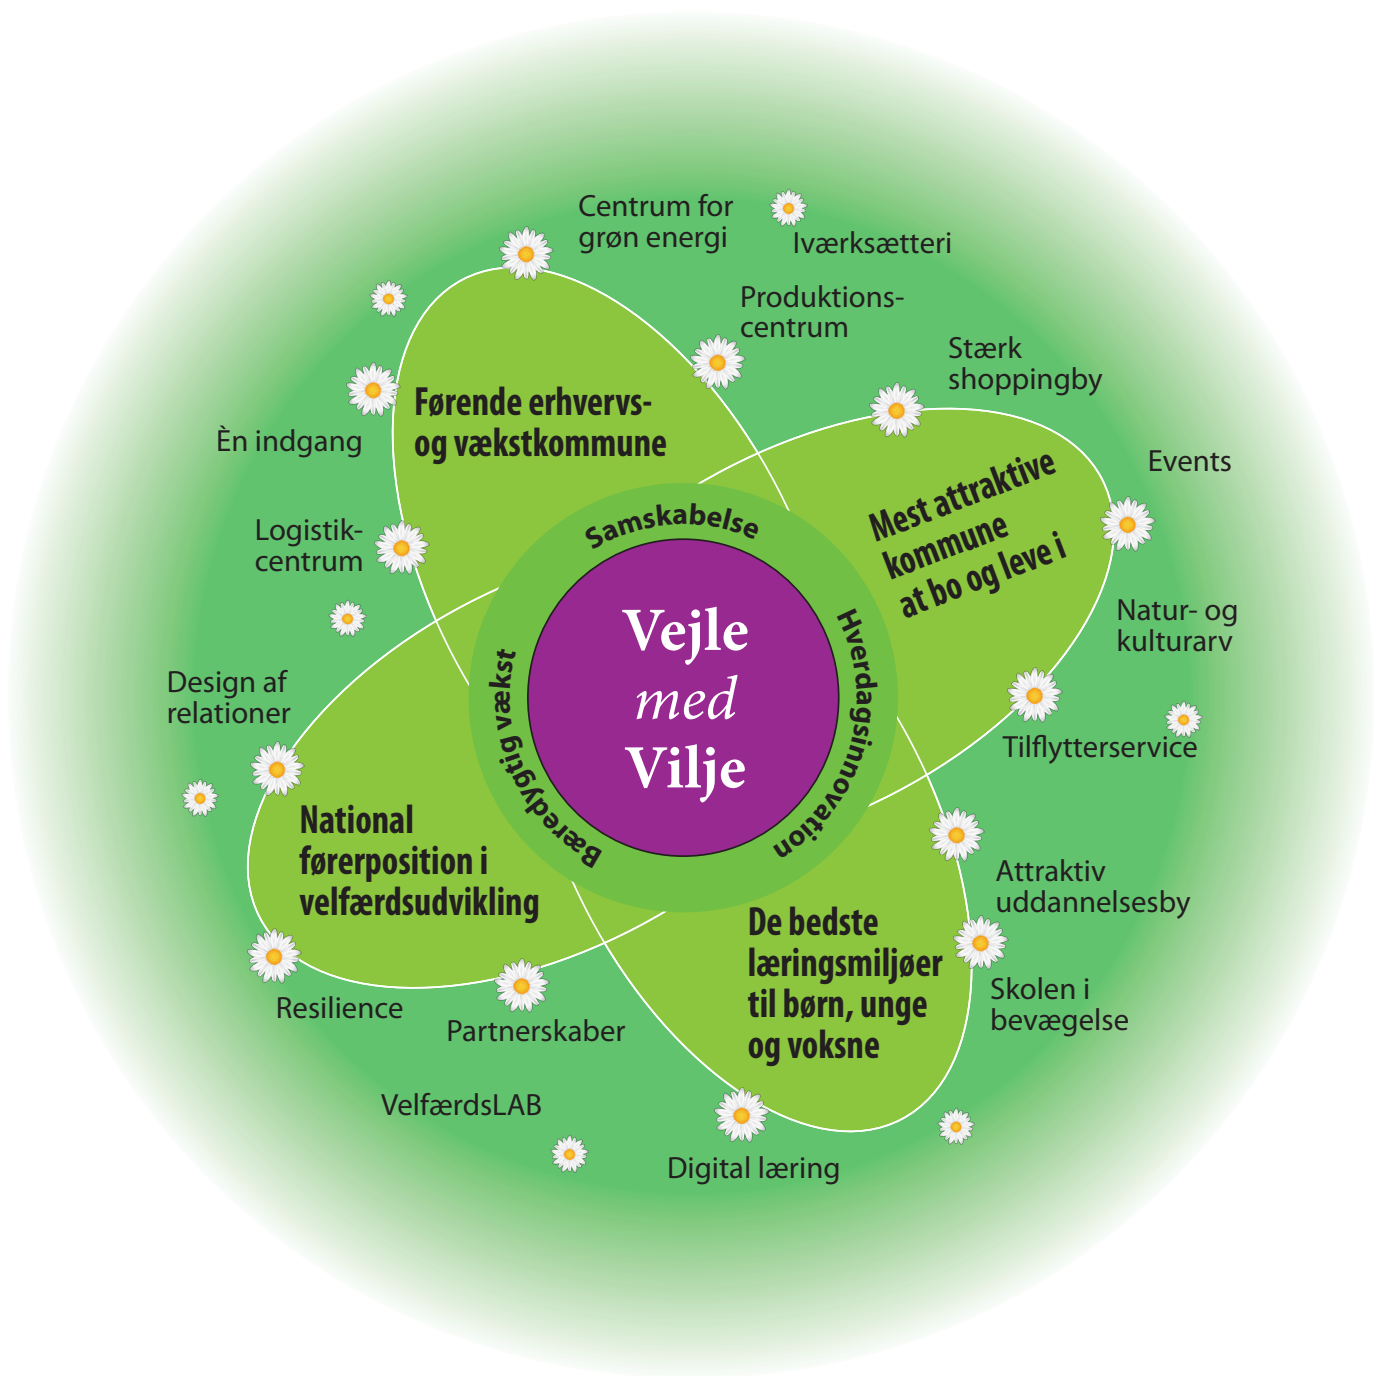 Centrum for
grøn energi
Iværksætteri
Produktions-
centrum
Stærk
shoppingby
Èn indgang
Førende erhvervs-
og vækstkommune
Events
Mest attraktive
kommune
at bo og leve i
Logistik-
centrum
Samskabelse
Hverdagsinnovation
Bæredygtig vækst
Vejle
med
Vilje
Natur- og
kulturarv
Tilflytterservice
Design af
relationer
National
førerposition i
velfærdsudvikling
Attraktiv
uddannelsesby
De bedste
læringsmiljøer
til børn, unge
og voksne
Skolen i
bevægelse
Resilience
Partnerskaber
VelfærdsLAB
Digital læring